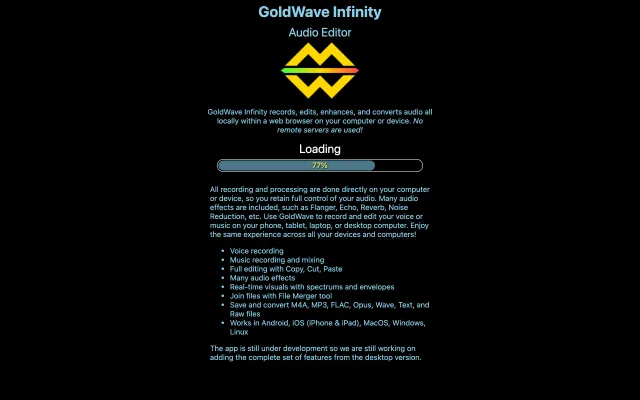 GoldWave Infinity
Audio Editor
GoldWave Infinity records, edits, enhances, and converts audio all
locally within a web browser on your computer or device. No
remote servers are used!
Loading
77%
All recording and processing are done directly on your computer
or device, so you retain full control of your audio. Many audio
effects are included, such as Flanger, Echo, Reverb, Noise
Reduction, etc. Use GoldWave to record and edit your voice or
music on your phone, tablet, laptop, or desktop computer. Enjoy
the same experience across all your devices and computers!
• Voice recording
• Music recording and mixing
• Full editing with Copy, Cut, Paste
• Many audio effects
• Real-time visuals with spectrums and envelopes
• Join files with File Merger tool
• Save and convert M4A, MP3, FLAC, Opus, Wave, Text, and
Raw files
• Works in Android, iOS (iPhone & iPad), MacOS, Windows,
Linux
The app is still under development so we are still working on
adding the complete set of features from the desktop version.